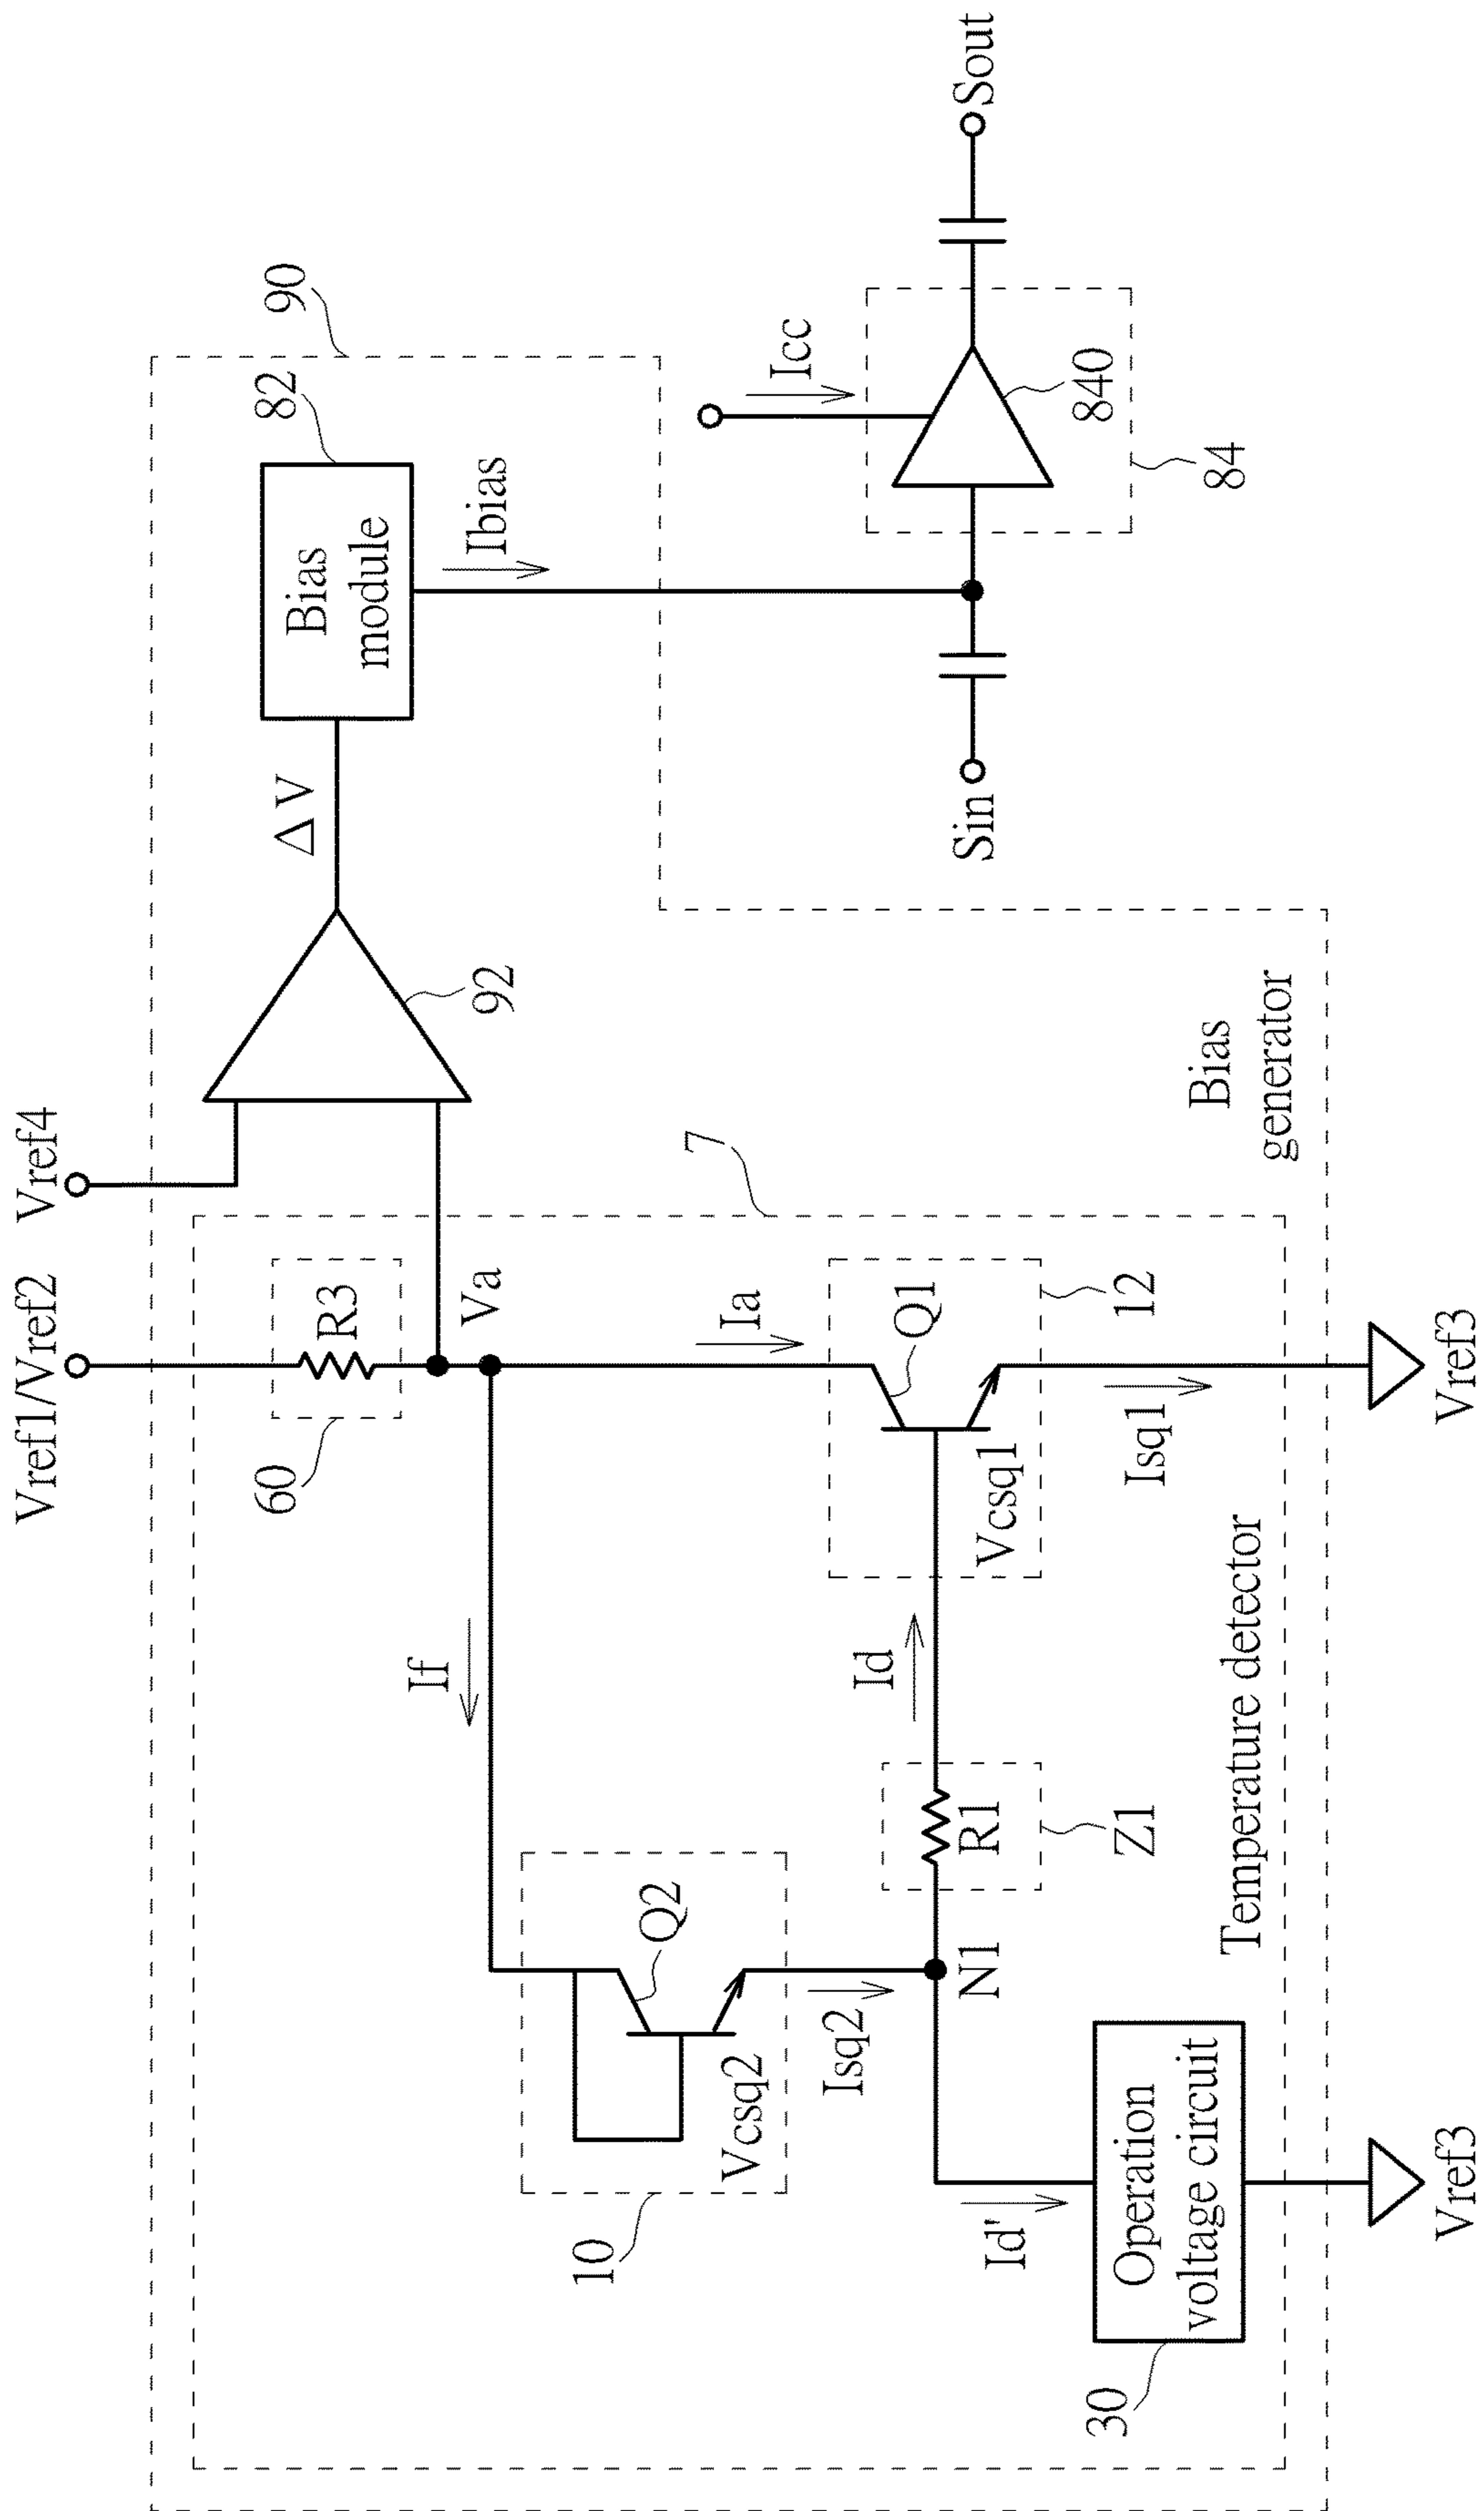 Vref1/Vref2
Vref4
90
82
Bias
module
ΔV
92
Ibias
Icc
Sin
Sout
840
84
60
R3
Va
7
If
Ia
Q1
12
Vcsq1
Isq1
Q2
Vcsq2
10
Isq2
Id
R1
Z1
N1
Id'
Operation
voltage circuit
30
Temperature detector
Bias
generator
Vref3
Vref3